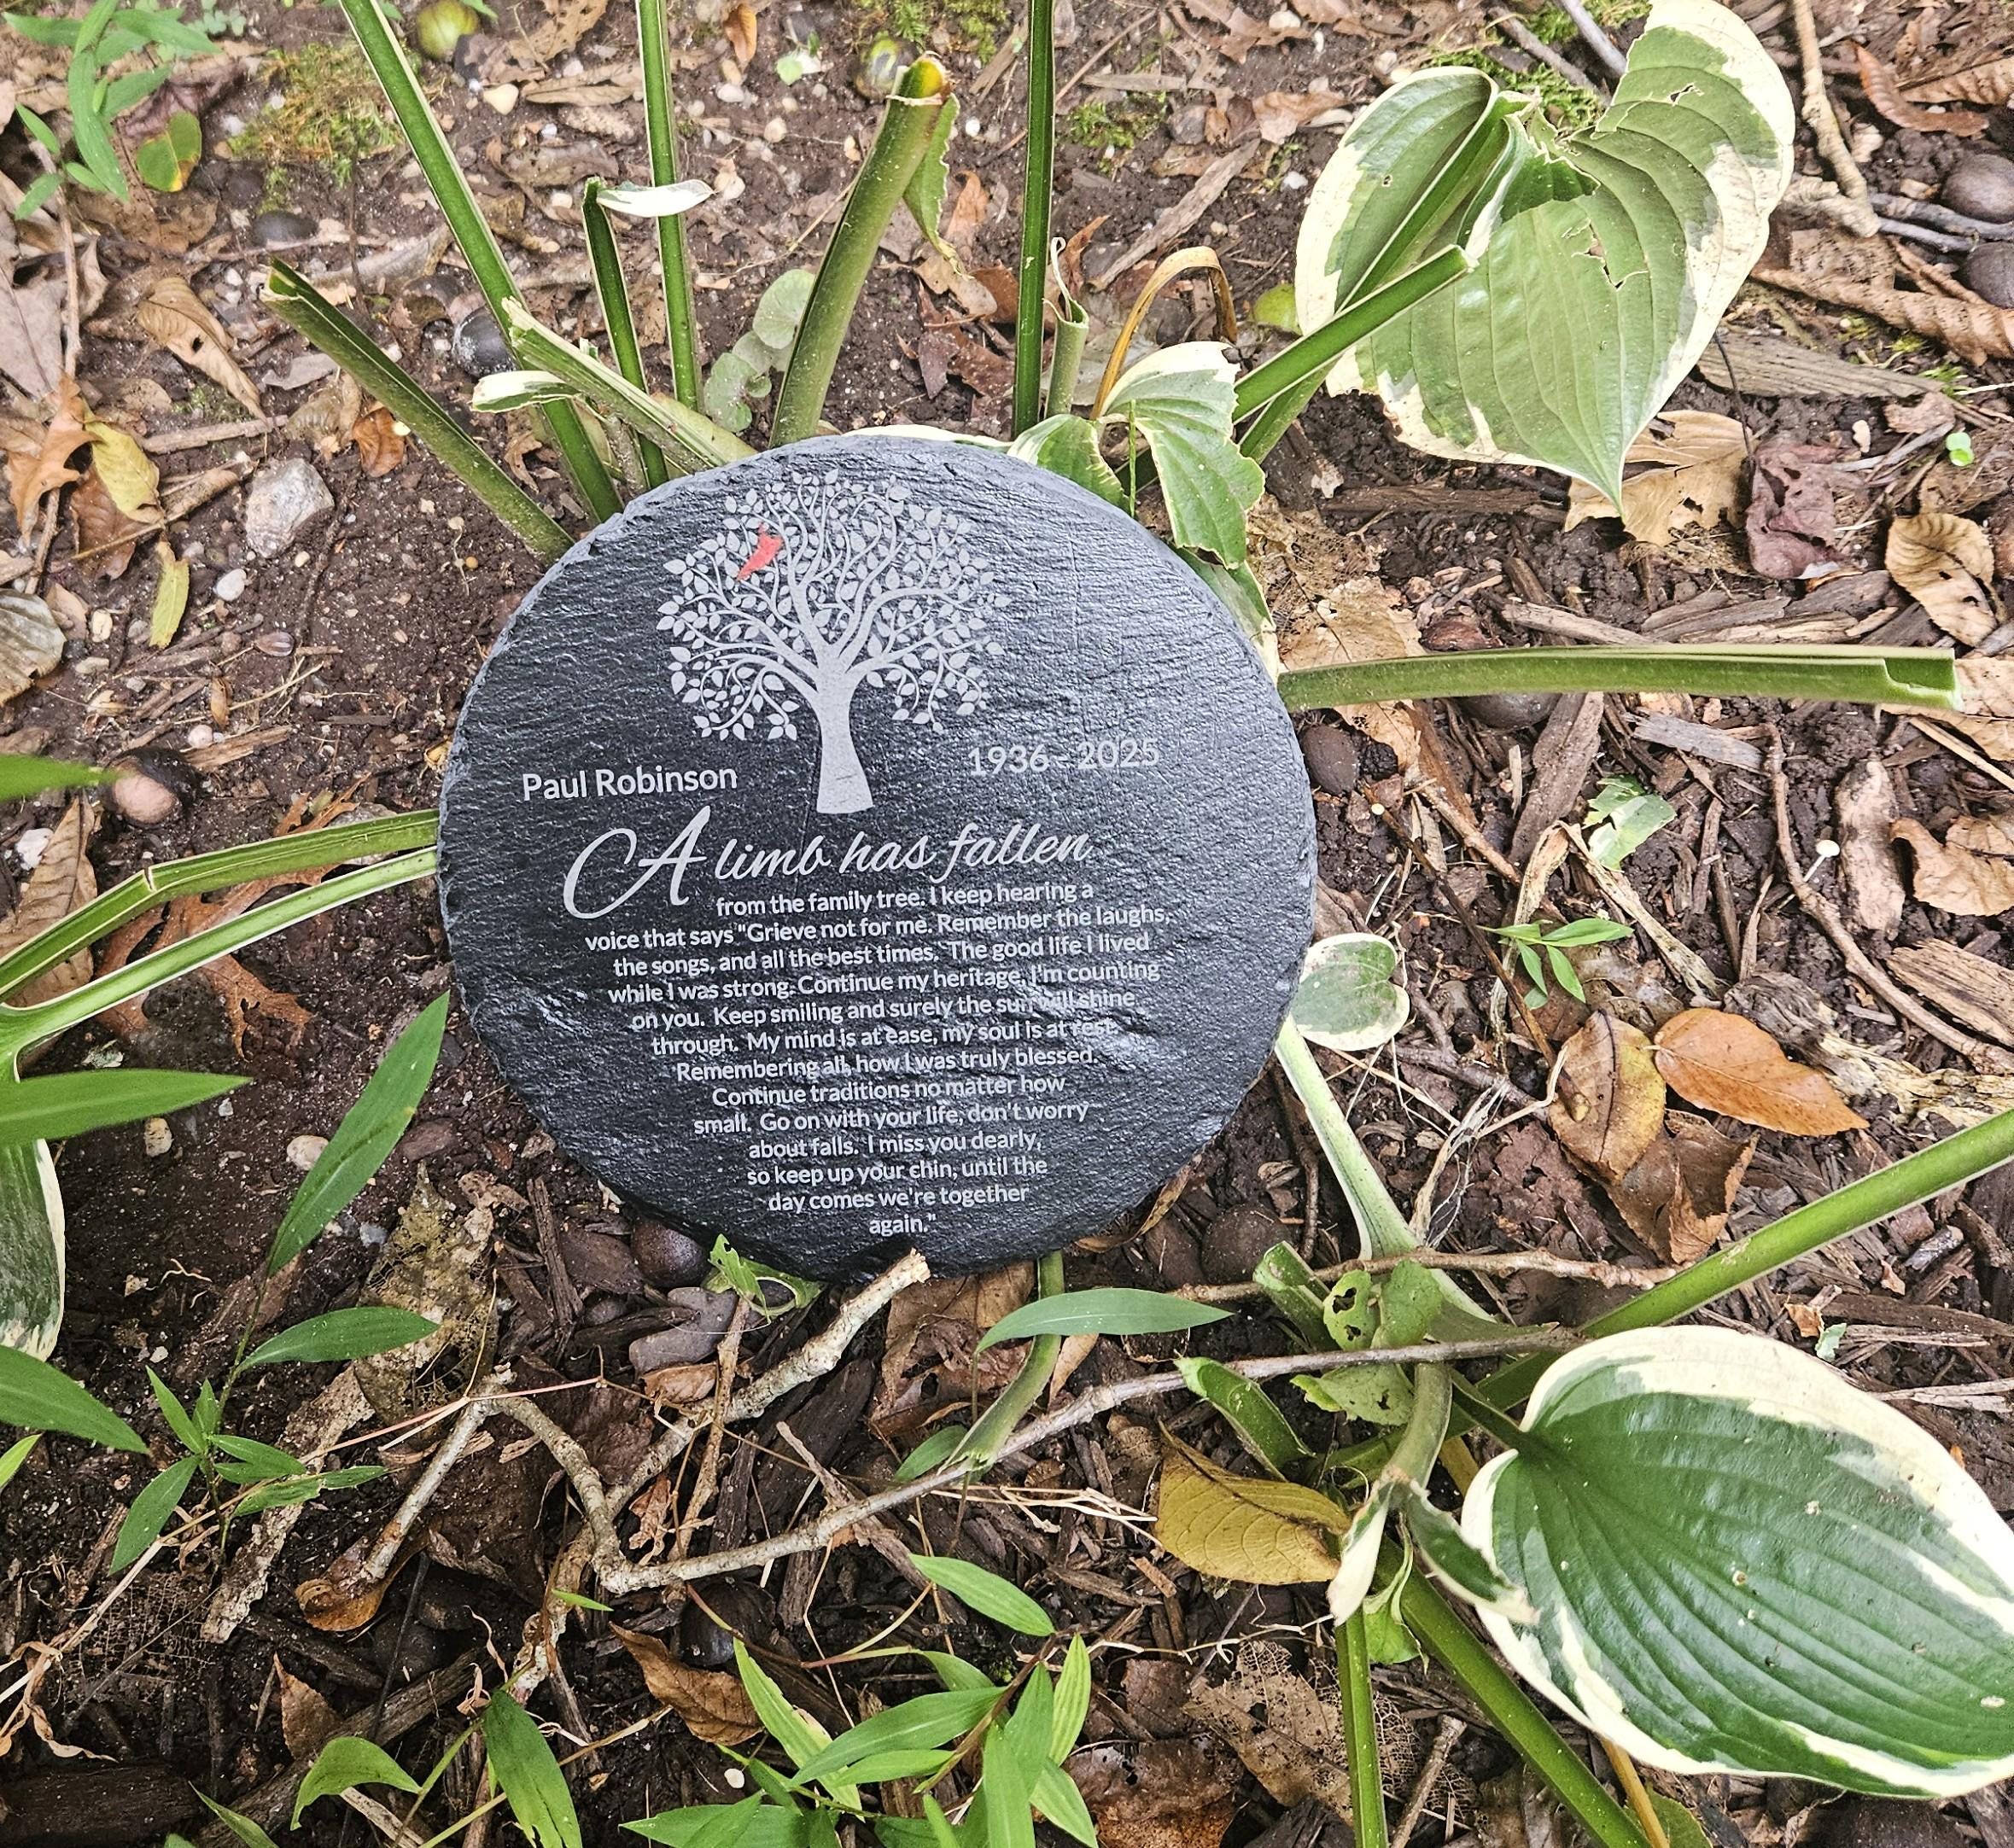 Paul Robinson
1936 - 2025
A limb has fallen
from the family tree. I keep hearing a
voice that says "Grieve not for me. Remember the laughs,
the songs, and all the best times. The good life I lived
while I was strong. Continue my heritage, I'm counting
on you. Keep smiling and surely the sun will shine
through. My mind is at ease, my soul is at rest.
Remembering all, how I was truly blessed.
Continue traditions no matter how
small. Go on with your life, don't worry
about falls. I miss you dearly,
so keep up your chin, until the
day comes we're together
again."